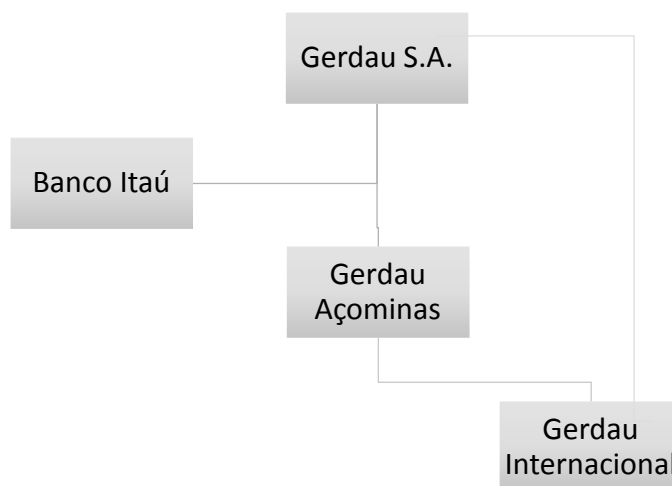 Gerdau S.A.
Banco Itaú
Gerdau
Açominas
Gerdau
Internacional